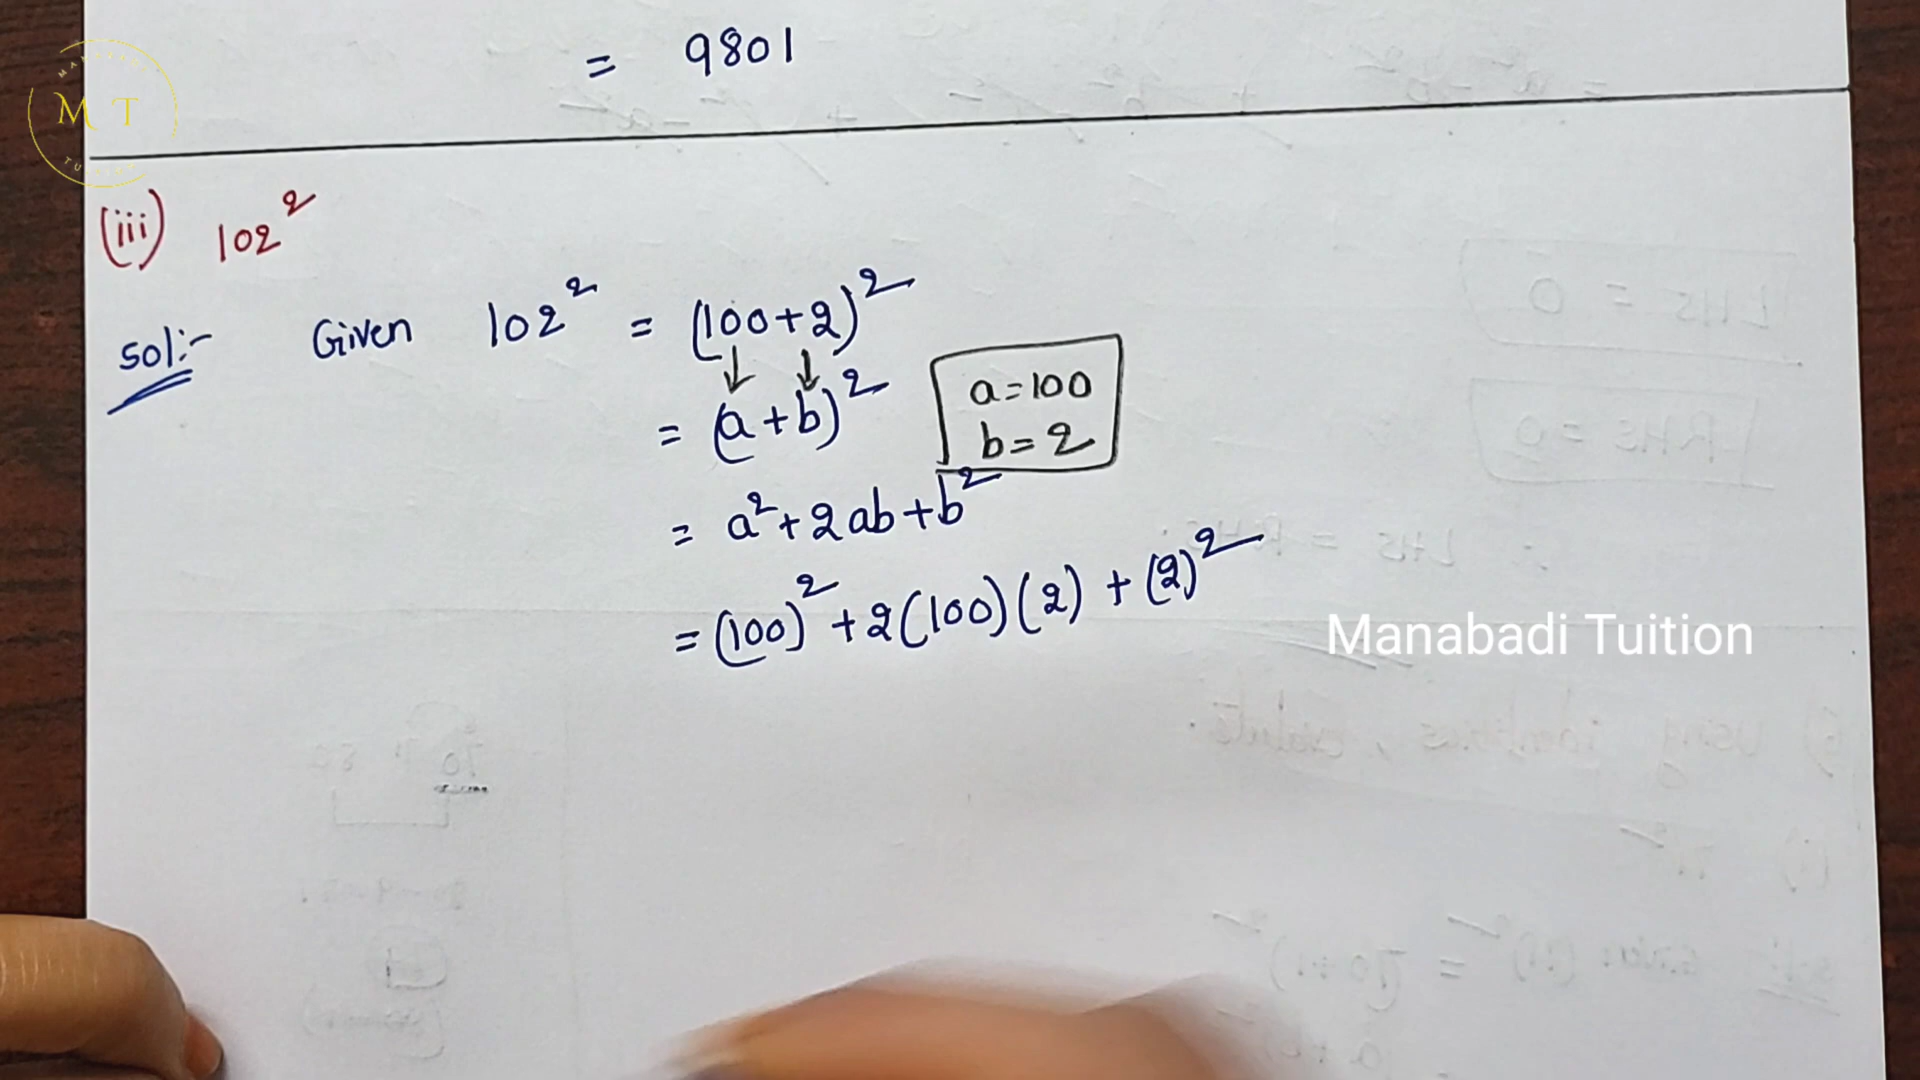 = 9801
M T
(iii) 102²
Sol:- Given 102² = (100+2)²
= (a+b)²
a=100
b=2
= a²+2ab+b²
= (100)²+2(100)(2)+(2)²
Manabadi Tuition